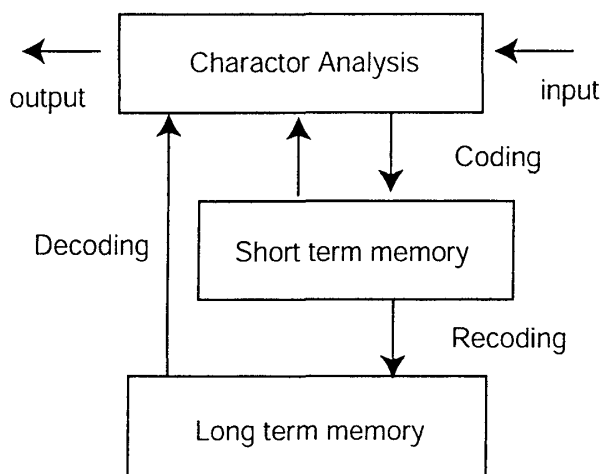 Charactor Analysis
output
input
Coding
Decoding
Short term memory
Recoding
Long term memory